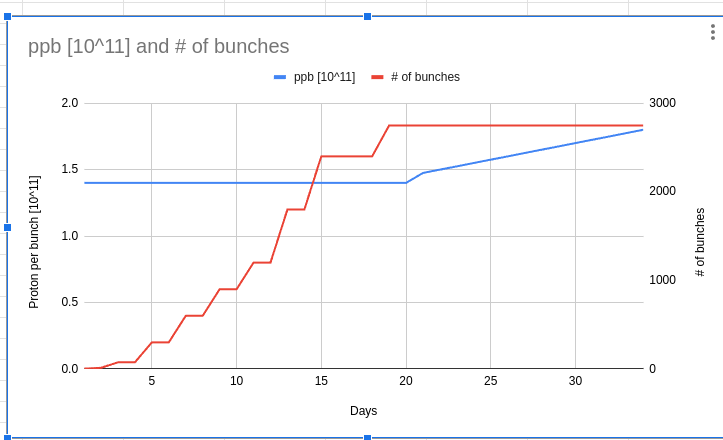 ppb [10^11] and # of bunches
ppb [10^11] # of bunches
2.0
1.5
1.0
0.5
0.0
Proton per bunch [10^11]
3000
2000
1000
0
# of bunches
5 10 15 20 25 30
Days